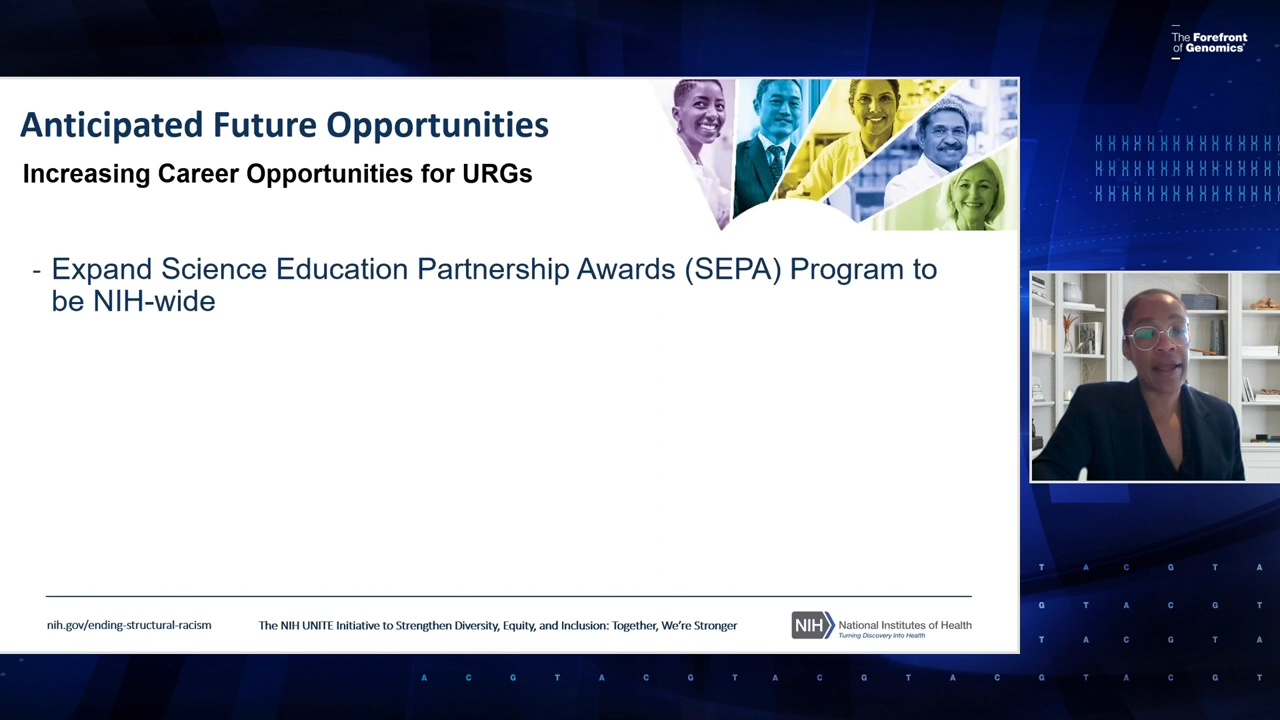 The Forefront
of Genomics®
Anticipated Future Opportunities
Increasing Career Opportunities for URGs
- Expand Science Education Partnership Awards (SEPA) Program to
be NIH-wide
nih.gov/ending-structural-racism
The NIH UNITE Initiative to Strengthen Diversity, Equity, and Inclusion: Together, We're Stronger
NIH
National Institutes of Health
Turning Discovery Into Health
T A C G T A
G T A C G T
T A C G T A
A C G T A C G T A C G T A C G T A C G T